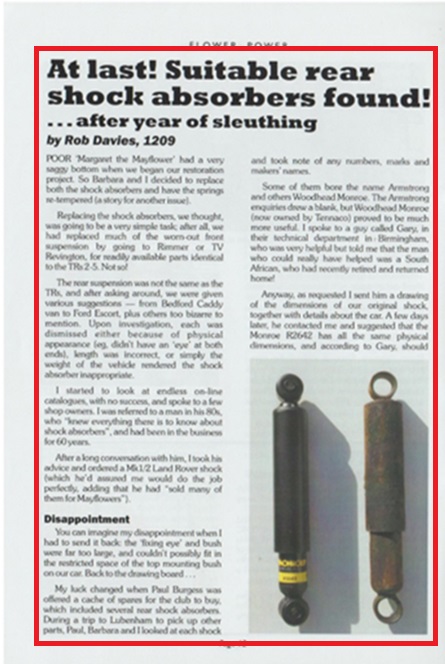 FLOWER POWER
At last! Suitable rear
shock absorbers found!
...after year of sleuthing
by Rob Davies, 1209
POOR 'Margaret the Mayflower' had a very
saggy bottom when we began our restoration
project. So Barbara and I decided to replace
both the shock absorbers and have the springs
re-tempered (a story for another issue).
Replacing the shock absorbers, we thought,
was going to be a very simple task; after all, we
had replaced much of the worn-out front
suspension by going to Rimmer or TV
Revington, for readily available parts identical
to the TRs 2-5. Not so!
The rear suspension was not the same as the
TRs, and after asking around, we were given
various suggestions — from Bedford Caddy
van to Ford Escort, plus others too bizarre to
mention. Upon investigation, each was
dismissed either because of physical
appearance (eg, didn't have an 'eye' at both
ends), length was incorrect, or simply the
weight of the vehicle rendered the shock
absorber inappropriate.
I started to look at endless on-line
catalogues, with no success, and spoke to a few
shop owners. I was referred to a man in his 80s,
who "knew everything there is to know about
shock absorbers", and had been in the business
for 60 years.
After a long conversation with him, I took his
advice and ordered a Mk1/2 Land Rover shock
(which he'd assured me would do the job
perfectly, adding that he had "sold many of
them for Mayflowers").
Disappointment
You can imagine my disappointment when I
had to send it back: the 'fixing eye' and bush
were far too large, and couldn't possibly fit in
the restricted space of the top mounting bush
on our car. Back to the drawing board . . .
My luck changed when Paul Burgess was
offered a cache of spares for the club to buy,
which included several rear shock absorbers.
During a trip to Lubenham to pick up other
parts, Paul, Barbara and I looked at each shock
and took note of any numbers, marks and
makers' names.
Some of them bore the name Armstrong
and others Woodhead Monroe. The Armstrong
enquiries drew a blank, but Woodhead Monroe
(now owned by Tennaco) proved to be much
more useful. I spoke to a guy called Gary, in
their technical department in Birmingham,
who was very helpful but told me that the man
who could really have helped was a South
African, who had recently retired and returned
home!
Anyway, as requested I sent him a drawing
of the dimensions of our original shock,
together with details about the car. A few days
later, he contacted me and suggested that the
Monroe R2642 has all the same physical
dimensions, and according to Gary, should
MONROE